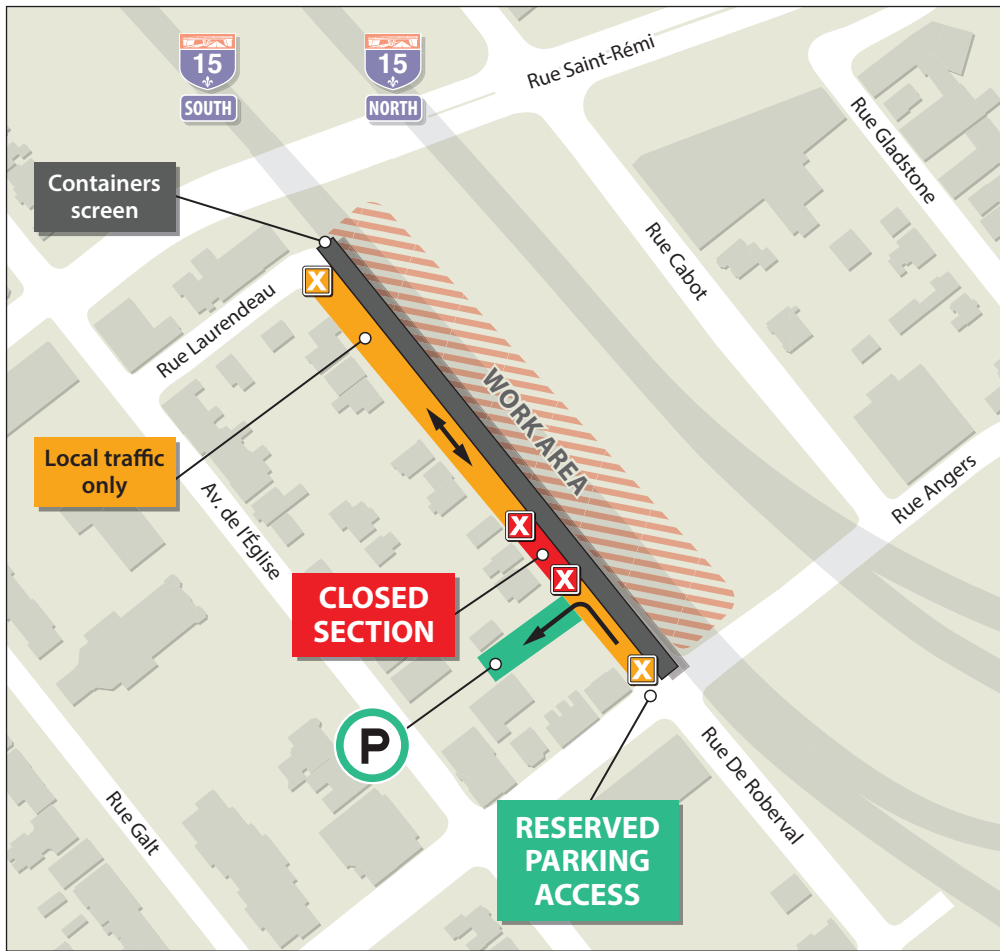 15
SOUTH
15
NORTH
Rue Saint-Rémi
Rue Gladstone
Containers
screen
Rue Cabot
Rue Laurendeau
X
WORK AREA
Local traffic
only
Rue Angers
Av. de l'Église
X
X
CLOSED
SECTION
X
P
Rue De Roberval
Rue Galt
RESERVED
PARKING
ACCESS